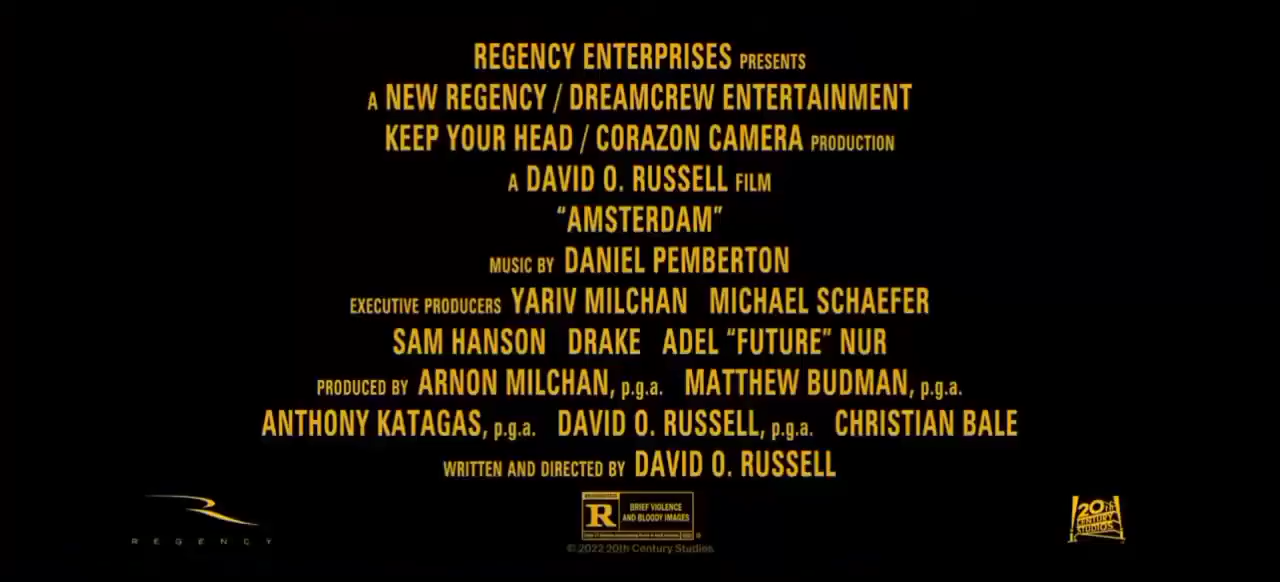 REGENCY ENTERPRISES PRESENTS
A NEW REGENCY / DREAMCREW ENTERTAINMENT
KEEP YOUR HEAD / CORAZON CAMERA PRODUCTION
A DAVID O. RUSSELL FILM
“AMSTERDAM”
MUSIC BY DANIEL PEMBERTON
EXECUTIVE PRODUCERS YARIV MILCHAN MICHAEL SCHAEFER
SAM HANSON DRAKE ADEL “FUTURE” NUR
PRODUCED BY ARNON MILCHAN, p.g.a. MATTHEW BUDMAN, p.g.a.
ANTHONY KATAGAS, p.g.a. DAVID O. RUSSELL, p.g.a. CHRISTIAN BALE
WRITTEN AND DIRECTED BY DAVID O. RUSSELL
REGENCY
R
BRIEF VIOLENCE
AND BLOODY IMAGES
© 2022 20th Century Studios
20th
CENTURY
STUDIOS